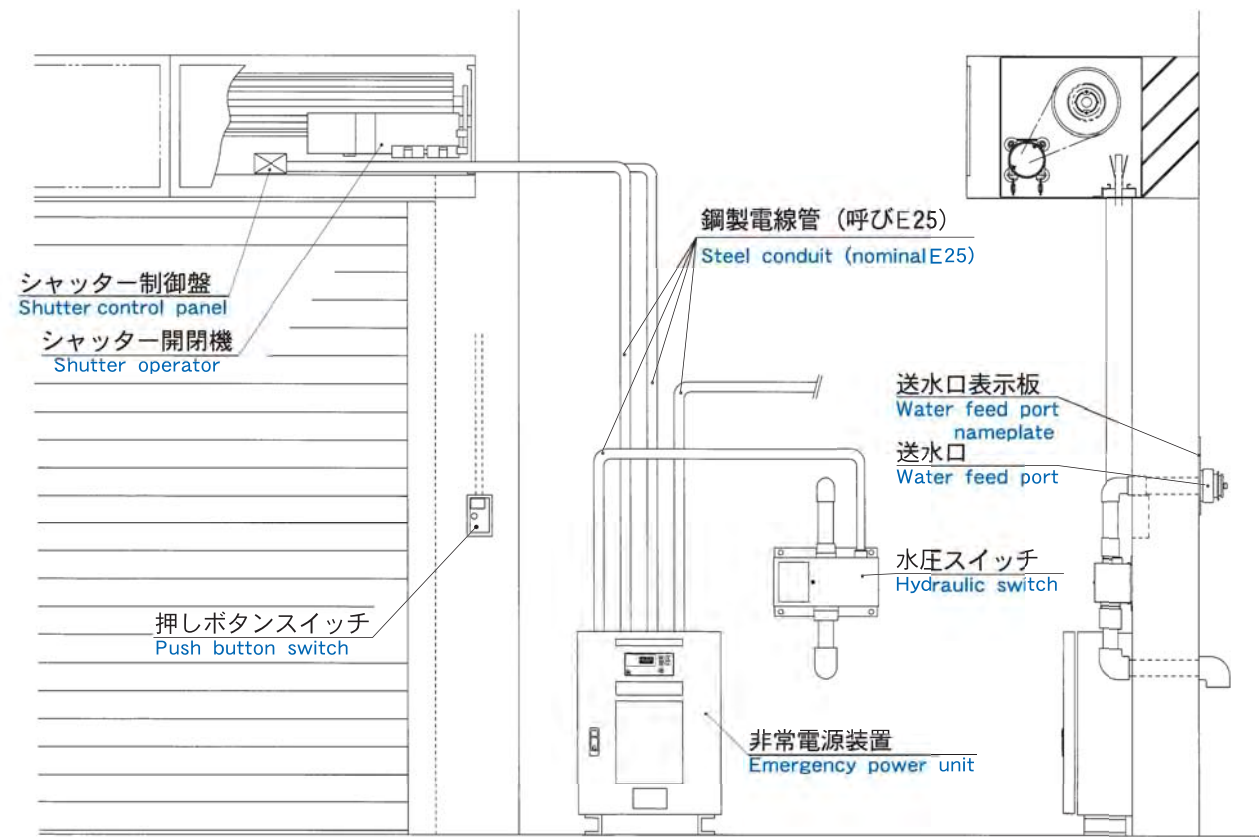 鋼製電線管（呼びE25）
Steel conduit (nominal E25)
シャッター制御盤
Shutter control panel
シャッター開閉機
Shutter operator
送水口表示板
Water feed port
nameplate
送水口
Water feed port
水圧スイッチ
Hydraulic switch
押しボタンスイッチ
Push button switch
非常電源装置
Emergency power unit